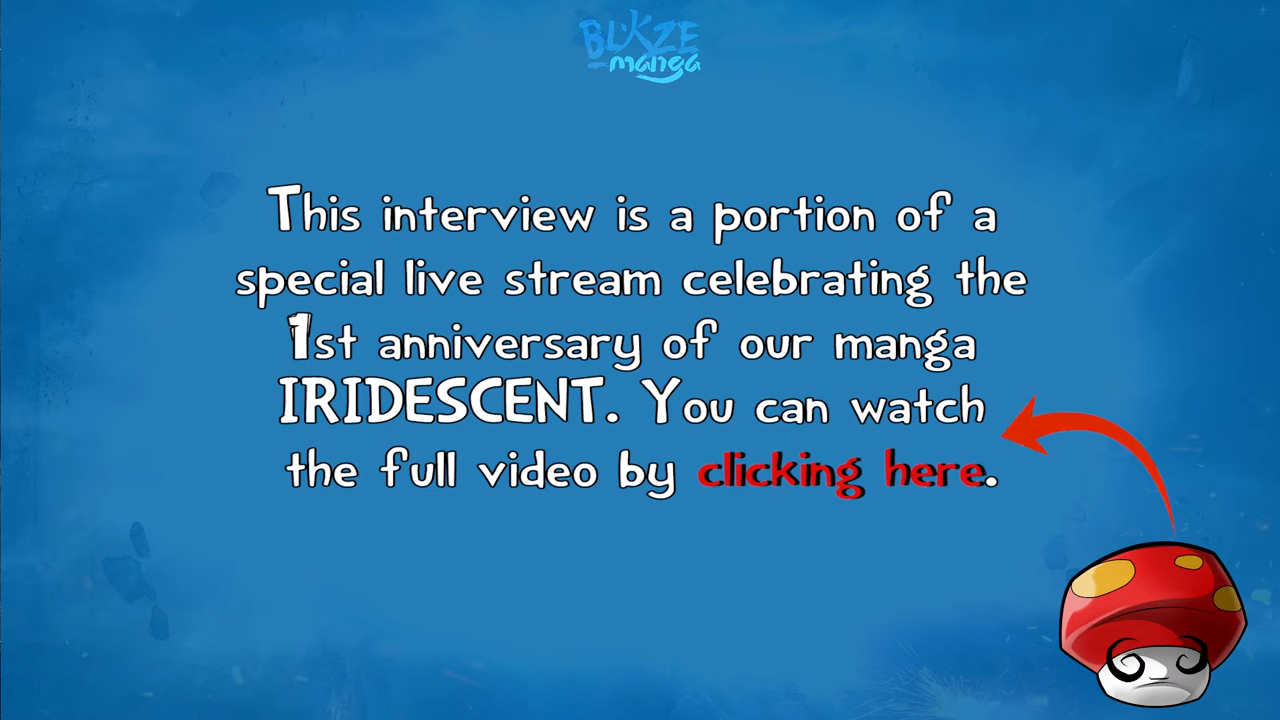 BLKZE
manga
This interview is a portion of a
special live stream celebrating the
1st anniversary of our manga
IRIDESCENT. You can watch
the full video by clicking here.